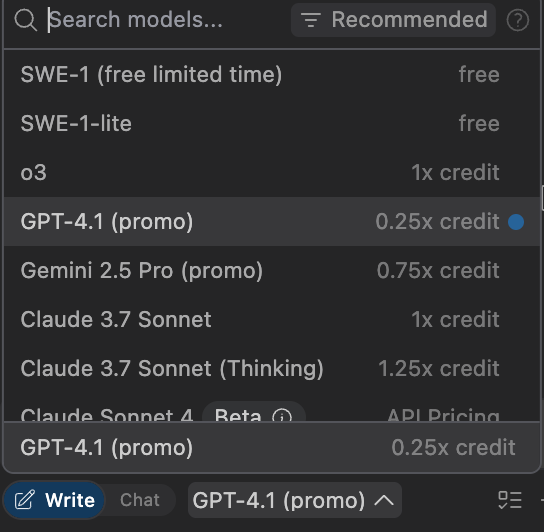 Search models... Recommended ?
SWE-1 (free limited time) free
SWE-1-lite free
o3 1x credit
GPT-4.1 (promo) 0.25x credit
Gemini 2.5 Pro (promo) 0.75x credit
Claude 3.7 Sonnet 1x credit
Claude 3.7 Sonnet (Thinking) 1.25x credit
Claude Sonnet 4 Beta API Pricing
GPT-4.1 (promo) 0.25x credit
Write Chat GPT-4.1 (promo)